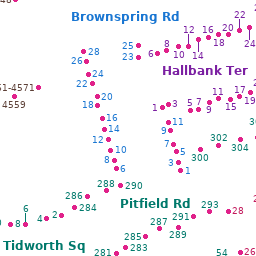 48
22
Brownspring Rd
12 16 18 20
28 25 6 8 10 14 24
26 23
24 Hallbank Ter
51-4571 22
4559 20 18 1 3 5 7 9 11 15 17 19
16 9 11
14
12 7 5 302 304
10 3 300
8 6 1
288 290
286 Pitfield Rd
284 293 28
9 8 6 4 2 291
287 289
285
Tidworth Sq 283
281 54 26